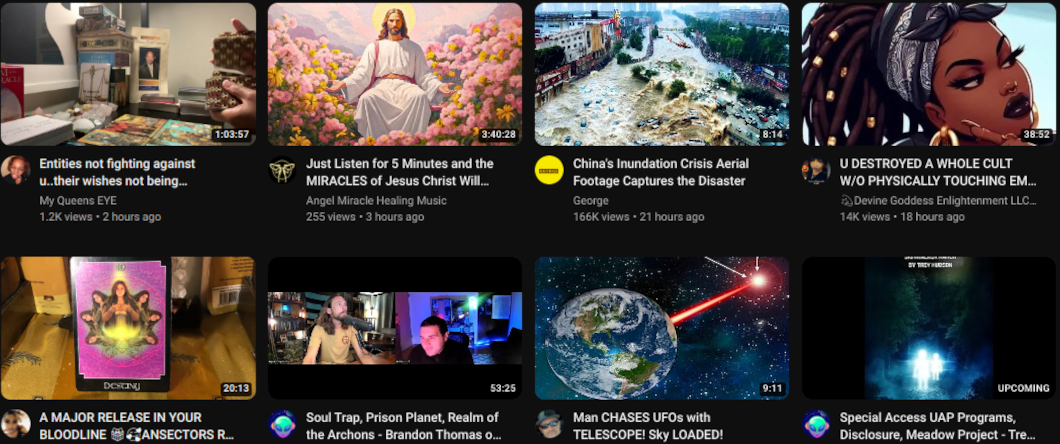 1:03:57
3:40:28
8:14
38:52
Entities not fighting against
u..their wishes not being...
My Queens EYE
1.2K views • 2 hours ago
Just Listen for 5 Minutes and the
MIRACLES of Jesus Christ Will...
Angel Miracle Healing Music
255 views • 3 hours ago
China's Inundation Crisis Aerial
Footage Captures the Disaster
George
166K views • 21 hours ago
U DESTROYED A WHOLE CULT
W/O PHYSICALLY TOUCHING EM...
Devine Goddess Enlightenment LLC...
14K views • 18 hours ago
DESTINY
20:13
53:25
9:11
BY TREY HUDSON
UPCOMING
A MAJOR RELEASE IN YOUR
BLOODLINE ANSECTORS R...
Soul Trap, Prison Planet, Realm of
the Archons - Brandon Thomas o...
Man CHASES UFOs with
TELESCOPE! Sky LOADED!
Special Access UAP Programs,
Disclosure, Meadow Project - Tre...